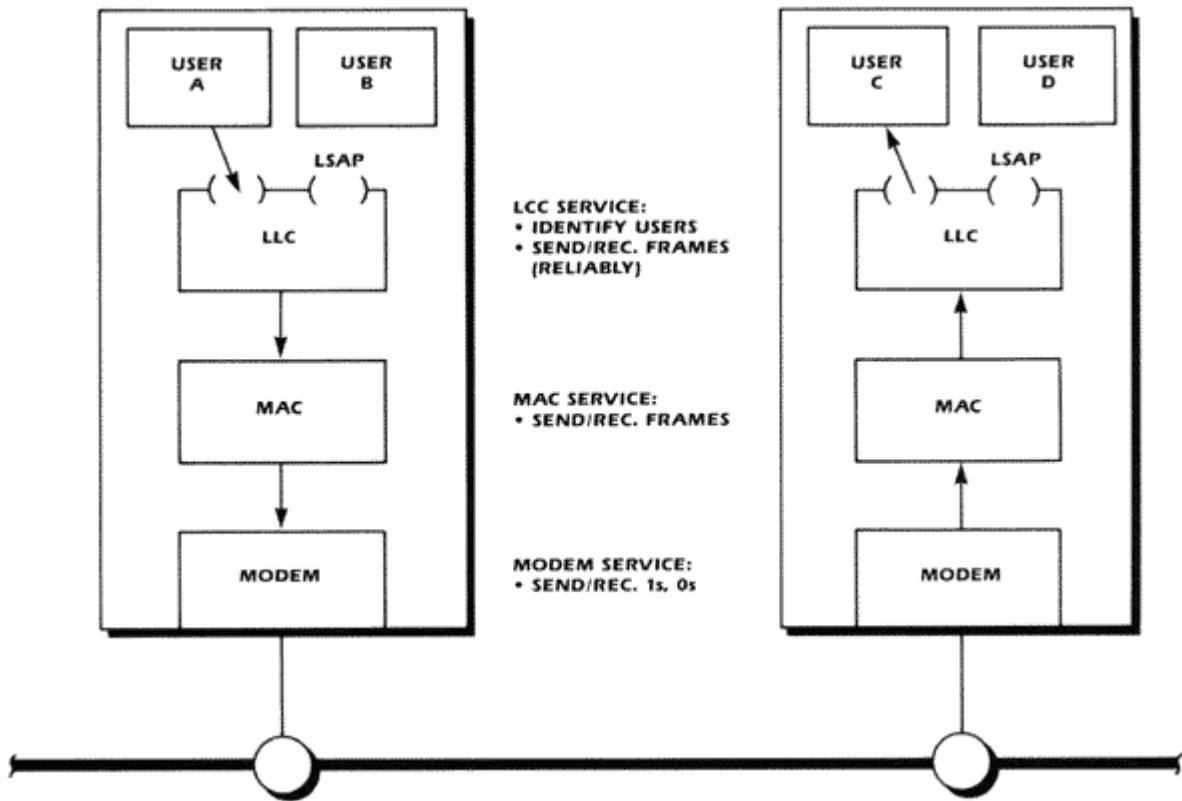 USER
A
USER
B
LSAP
LLC
MAC
MODEM
LCC SERVICE:
• IDENTIFY USERS
• SEND/REC. FRAMES
(RELIABLY)
MAC SERVICE:
• SEND/REC. FRAMES
MODEM SERVICE:
• SEND/REC. 1s, 0s
USER
C
USER
D
LSAP
LLC
MAC
MODEM